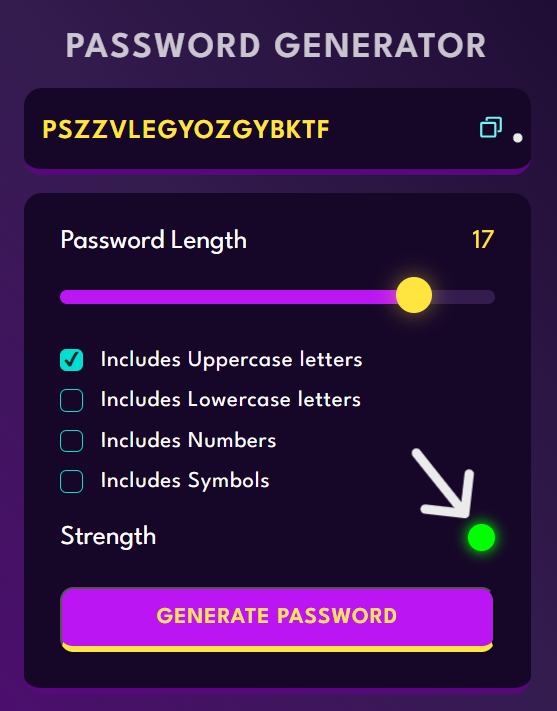 PASSWORD GENERATOR
PSZZVLEGYOZGYBKTF
Password Length 17
Includes Uppercase letters
Includes Lowercase letters
Includes Numbers
Includes Symbols
Strength
GENERATE PASSWORD